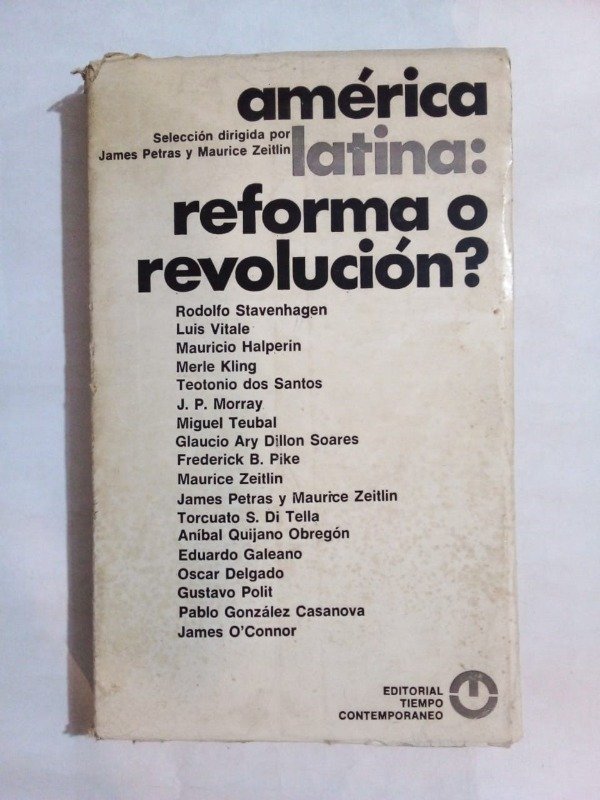 américa
Selección dirigida por
James Petras y Maurice Zeitlin
latina:
reforma o
revolución?
Rodolfo Stavenhagen
Luis Vitale
Mauricio Halperin
Merle Kling
Teotonio dos Santos
J. P. Morray
Miguel Teubal
Glaucio Ary Dillon Soares
Frederick B. Pike
Maurice Zeitlin
James Petras y Maurice Zeitlin
Torcuato S. Di Tella
Aníbal Quijano Obregón
Eduardo Galeano
Oscar Delgado
Gustavo Polit
Pablo González Casanova
James O'Connor
EDITORIAL
TIEMPO
CONTEMPORANEO